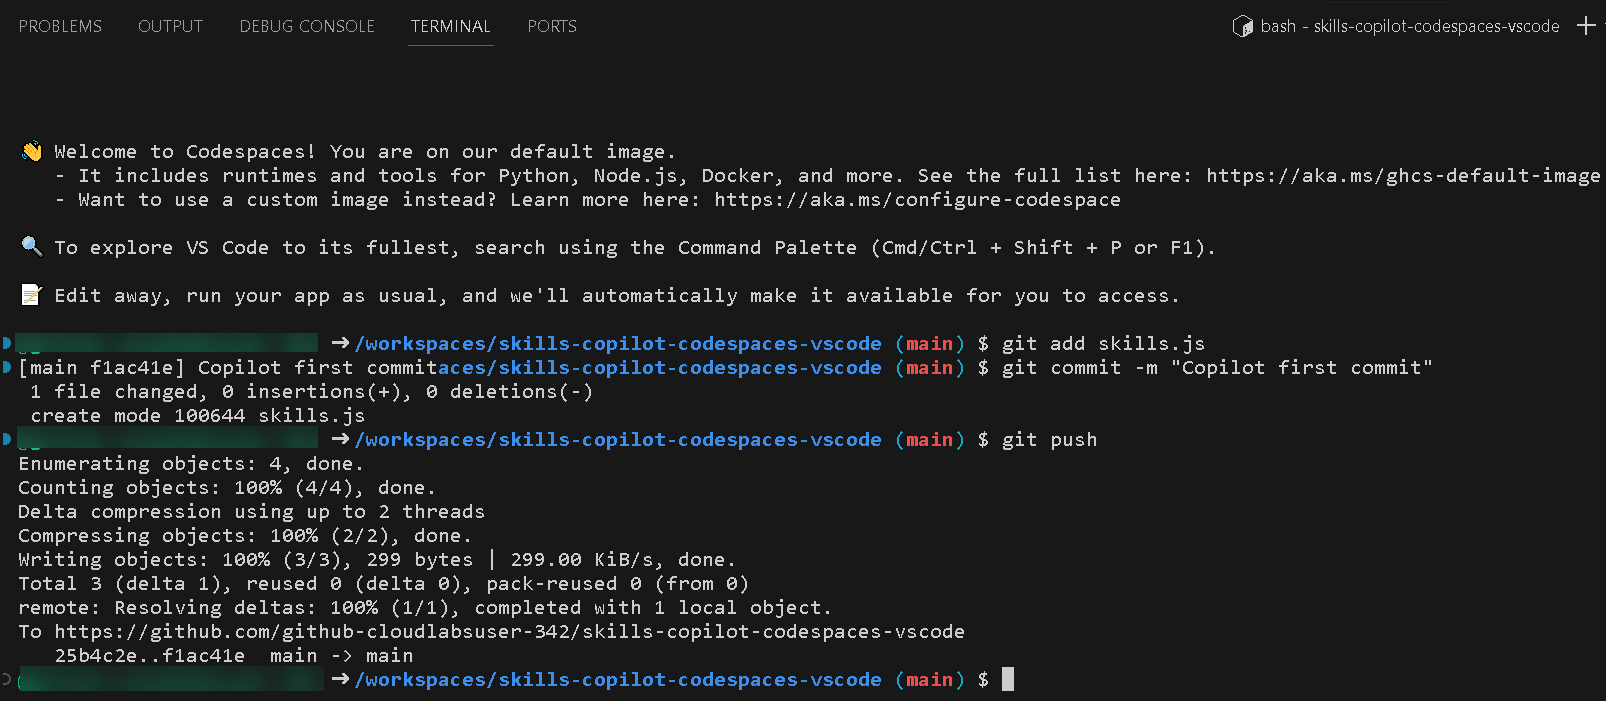 PROBLEMS OUTPUT DEBUG CONSOLE TERMINAL PORTS bash - skills-copilot-codespaces-vscode
👋 Welcome to Codespaces! You are on our default image.
- It includes runtimes and tools for Python, Node.js, Docker, and more. See the full list here: https://aka.ms/ghcs-default-image
- Want to use a custom image instead? Learn more here: https://aka.ms/configure-codespace
🔍 To explore VS Code to its fullest, search using the Command Palette (Cmd/Ctrl + Shift + P or F1).
📝 Edit away, run your app as usual, and we'll automatically make it available for you to access.
➜ /workspaces/skills-copilot-codespaces-vscode (main) $ git add skills.js
[main f1ac41e] Copilot first commitaces/skills-copilot-codespaces-vscode (main) $ git commit -m "Copilot first commit"
1 file changed, 0 insertions(+), 0 deletions(-)
create mode 100644 skills.js
➜ /workspaces/skills-copilot-codespaces-vscode (main) $ git push
Enumerating objects: 4, done.
Counting objects: 100% (4/4), done.
Delta compression using up to 2 threads
Compressing objects: 100% (2/2), done.
Writing objects: 100% (3/3), 299 bytes | 299.00 KiB/s, done.
Total 3 (delta 1), reused 0 (delta 0), pack-reused 0 (from 0)
remote: Resolving deltas: 100% (1/1), completed with 1 local object.
To https://github.com/github-cloudlabsuser-342/skills-copilot-codespaces-vscode
25b4c2e..f1ac41e main -> main
➜ /workspaces/skills-copilot-codespaces-vscode (main) $